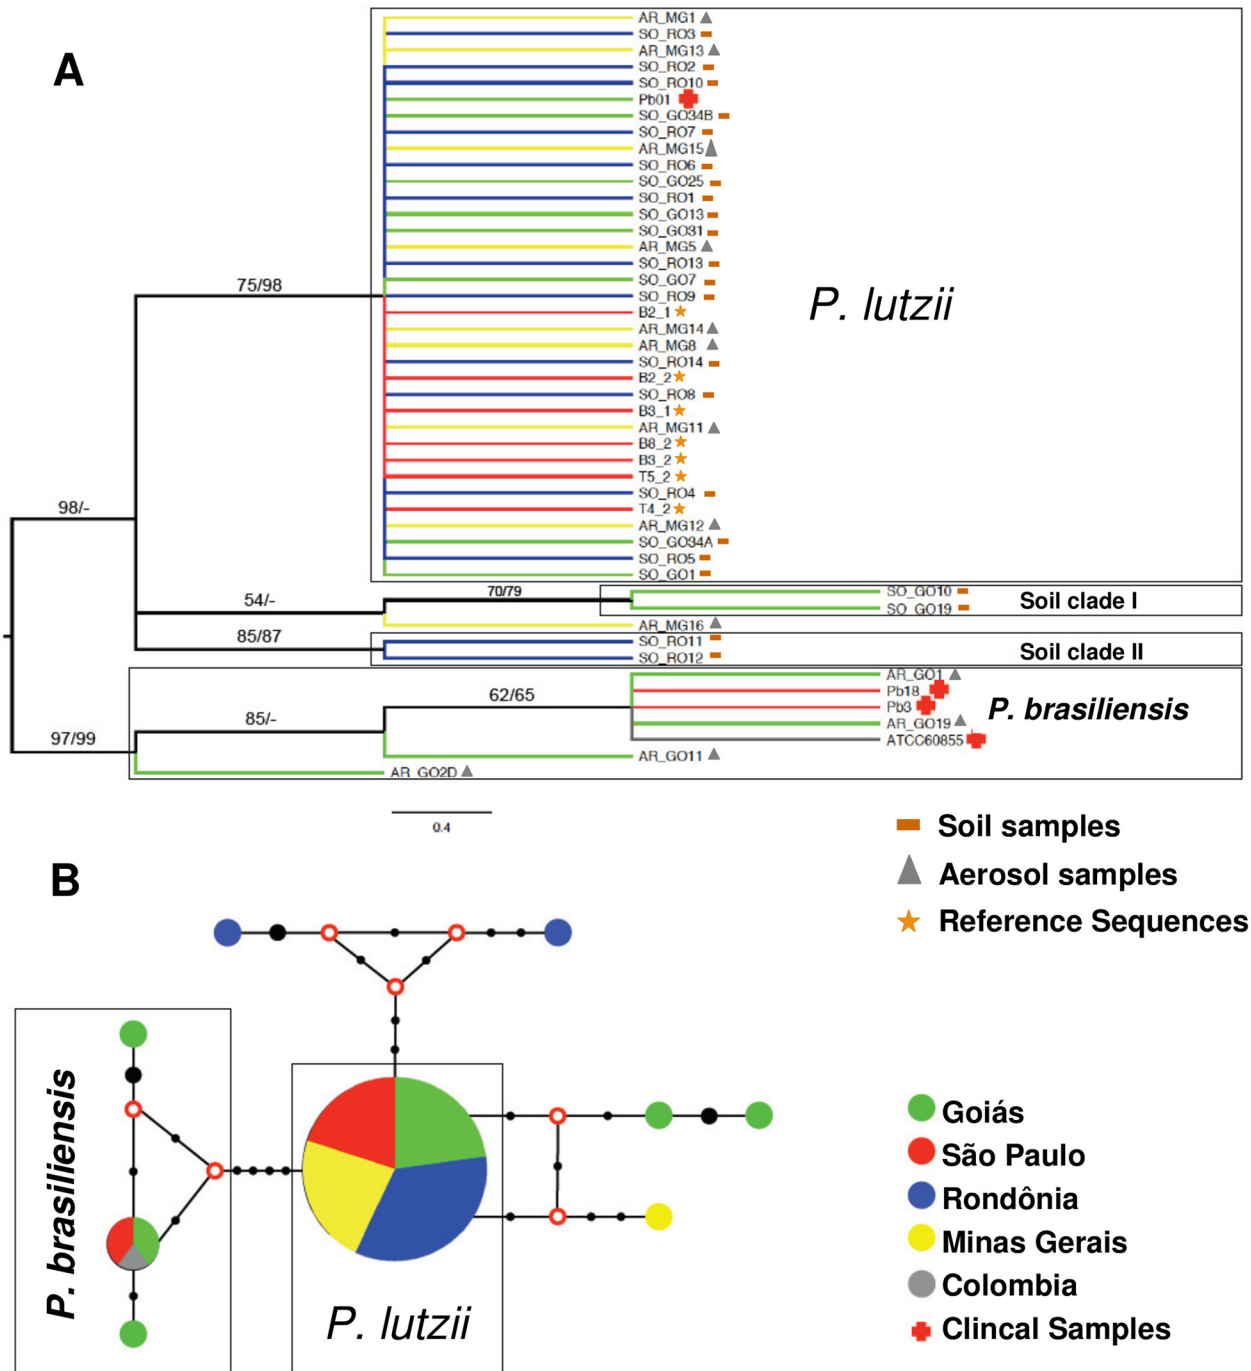 A
AR_MG1
SO_RO3
AR_MG13
SO_RO2
SO_RO10
Pb01
SO_GO34B
SO_RO7
AR_MG15
SO_RO6
SO_GO25
SO_RO1
SO_GO13
SO_GO31
AR_MG5
SO_RO13
SO_GO7
75/98
SO_RO9
P. lutzii
B2_1
AR_MG14
AR_MG8
SO_RO14
B2_2
SO_RO8
B3_1
AR_MG11
B8_2
B3_2
T5_2
SO_RO4
98/-
T4_2
AR_MG12
SO_GO34A
SO_RO5
SO_GO1
70/79
SO_GO10
54/-
Soil clade I
SO_GO19
AR_MG16
85/87
SO_RO11
Soil clade II
SO_RO12
AR_GO1
62/65
Pb18
Pb3
P. brasiliensis
85/-
AR_GO19
97/99
ATCC60855
AR_GO11
AR_GO2D
0.4
Soil samples
Aerosol samples
Reference Sequences
B
P. brasiliensis
P. lutzii
Goiás
São Paulo
Rondônia
Minas Gerais
Colombia
Clincal Samples